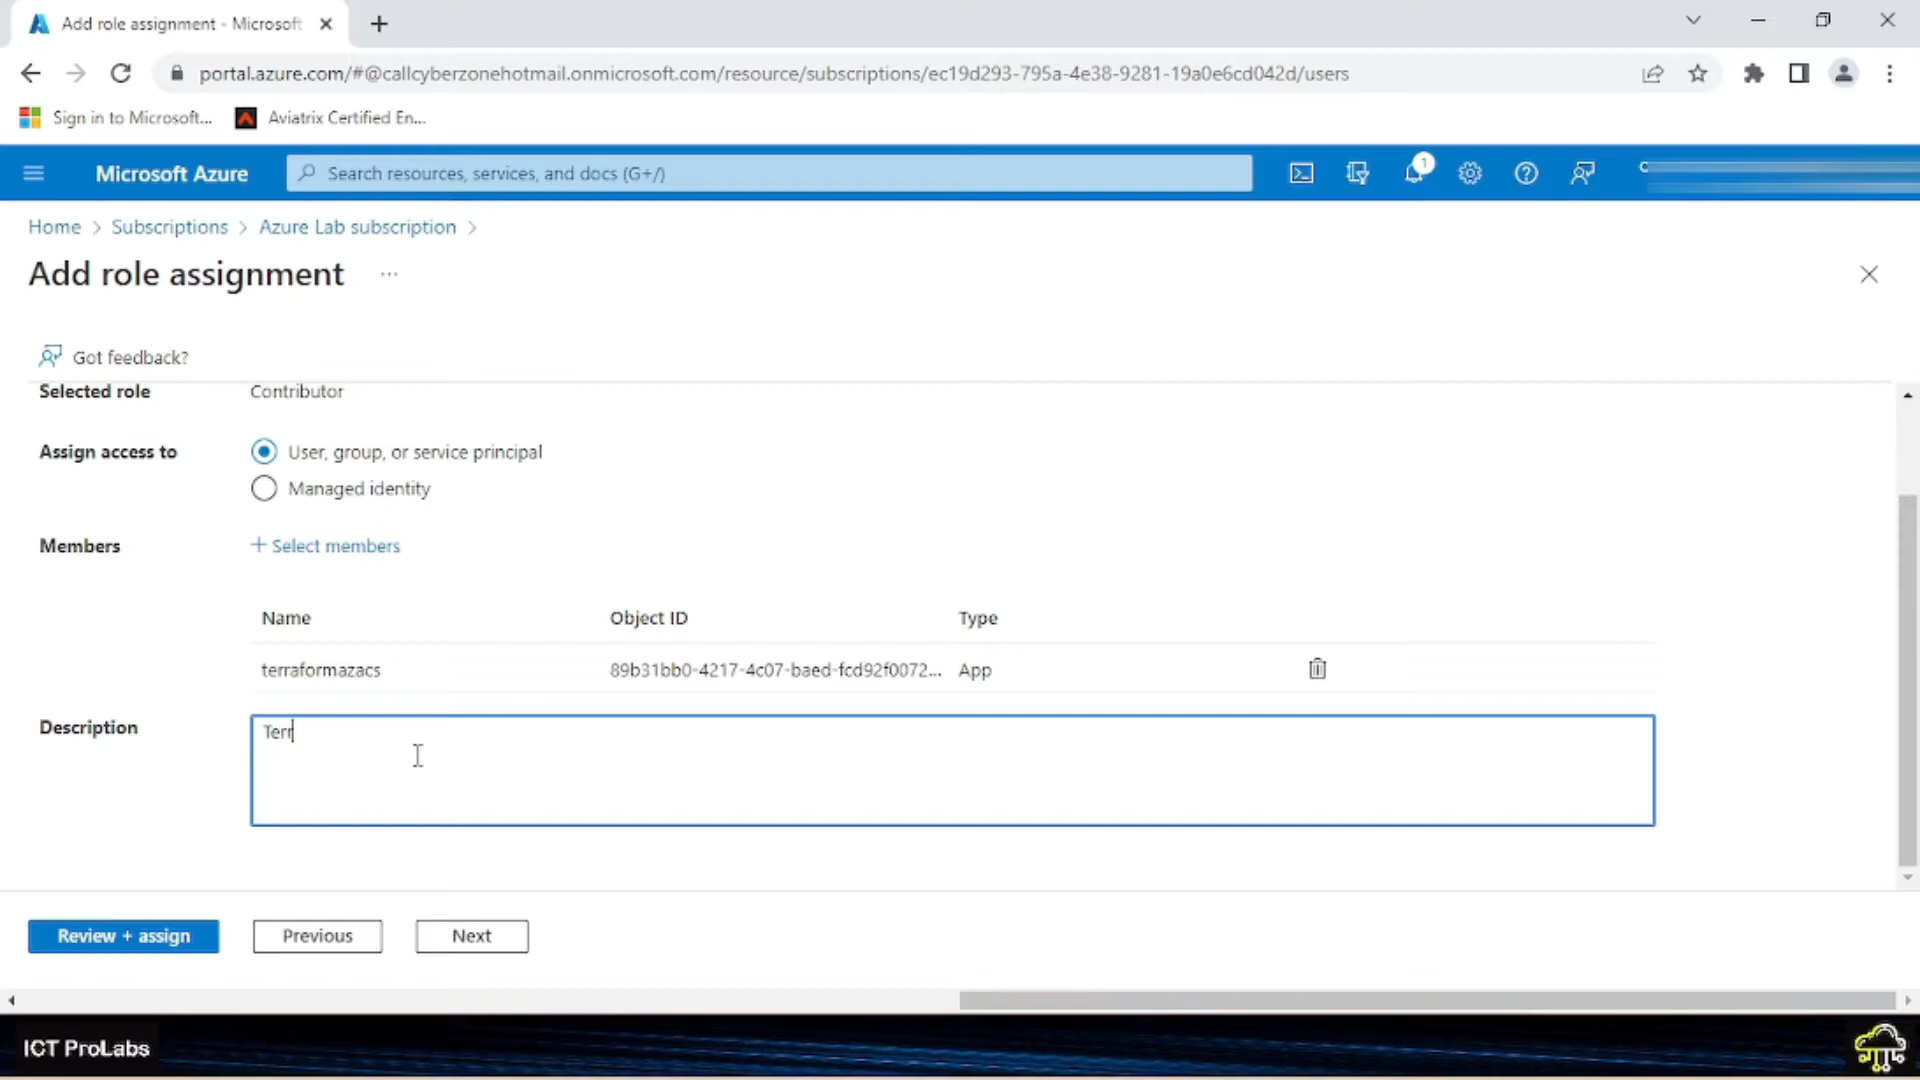 Add role assignment - Microsoft
portal.azure.com/#@callcyberzonehotmail.onmicrosoft.com/resource/subscriptions/ec19d293-795a-4e38-9281-19a0e6cd042d/users
Sign in to Microsoft...
Aviatrix Certified En...
Microsoft Azure
Search resources, services, and docs (G+/)
1
Home > Subscriptions > Azure Lab subscription >
Add role assignment ...
Got feedback?
Selected role Contributor
Assign access to User, group, or service principal
Managed identity
Members + Select members
Name Object ID Type
terraformazacs 89b31bb0-4217-4c07-baed-fcd92f0072... App
Description Terr
Review + assign Previous Next
ICT ProLabs